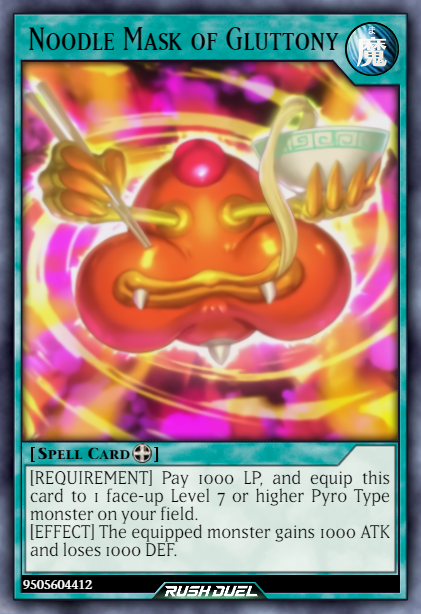 Noodle Mask of Gluttony
ま
魔
[Spell Card]
[REQUIREMENT] Pay 1000 LP, and equip this
card to 1 face-up Level 7 or higher Pyro Type
monster on your field.
[EFFECT] The equipped monster gains 1000 ATK
and loses 1000 DEF.
9505604412
RUSH DUEL